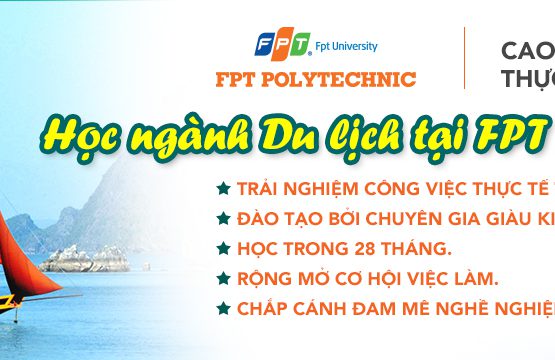 FPT Fpt University
FPT POLYTECHNIC
CAO
THỰC
Học ngành Du lịch tại FPT
TRẢI NGHIỆM CÔNG VIỆC THỰC TẾ
ĐÀO TẠO BỞI CHUYÊN GIA GIÀU KI
HỌC TRONG 28 THÁNG.
RỘNG MỞ CƠ HỘI VIỆC LÀM.
CHẮP CÁNH ĐAM MÊ NGHỀ NGHIỆ